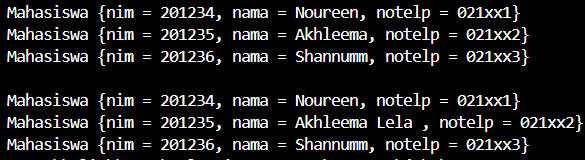 Mahasiswa {nim = 201234, nama = Noureen, notelp = 021xx1}
Mahasiswa {nim = 201235, nama = Akhleema, notelp = 021xx2}
Mahasiswa {nim = 201236, nama = Shannumm, notelp = 021xx3}
Mahasiswa {nim = 201234, nama = Noureen, notelp = 021xx1}
Mahasiswa {nim = 201235, nama = Akhleema Lela , notelp = 021xx2}
Mahasiswa {nim = 201236, nama = Shannumm, notelp = 021xx3}